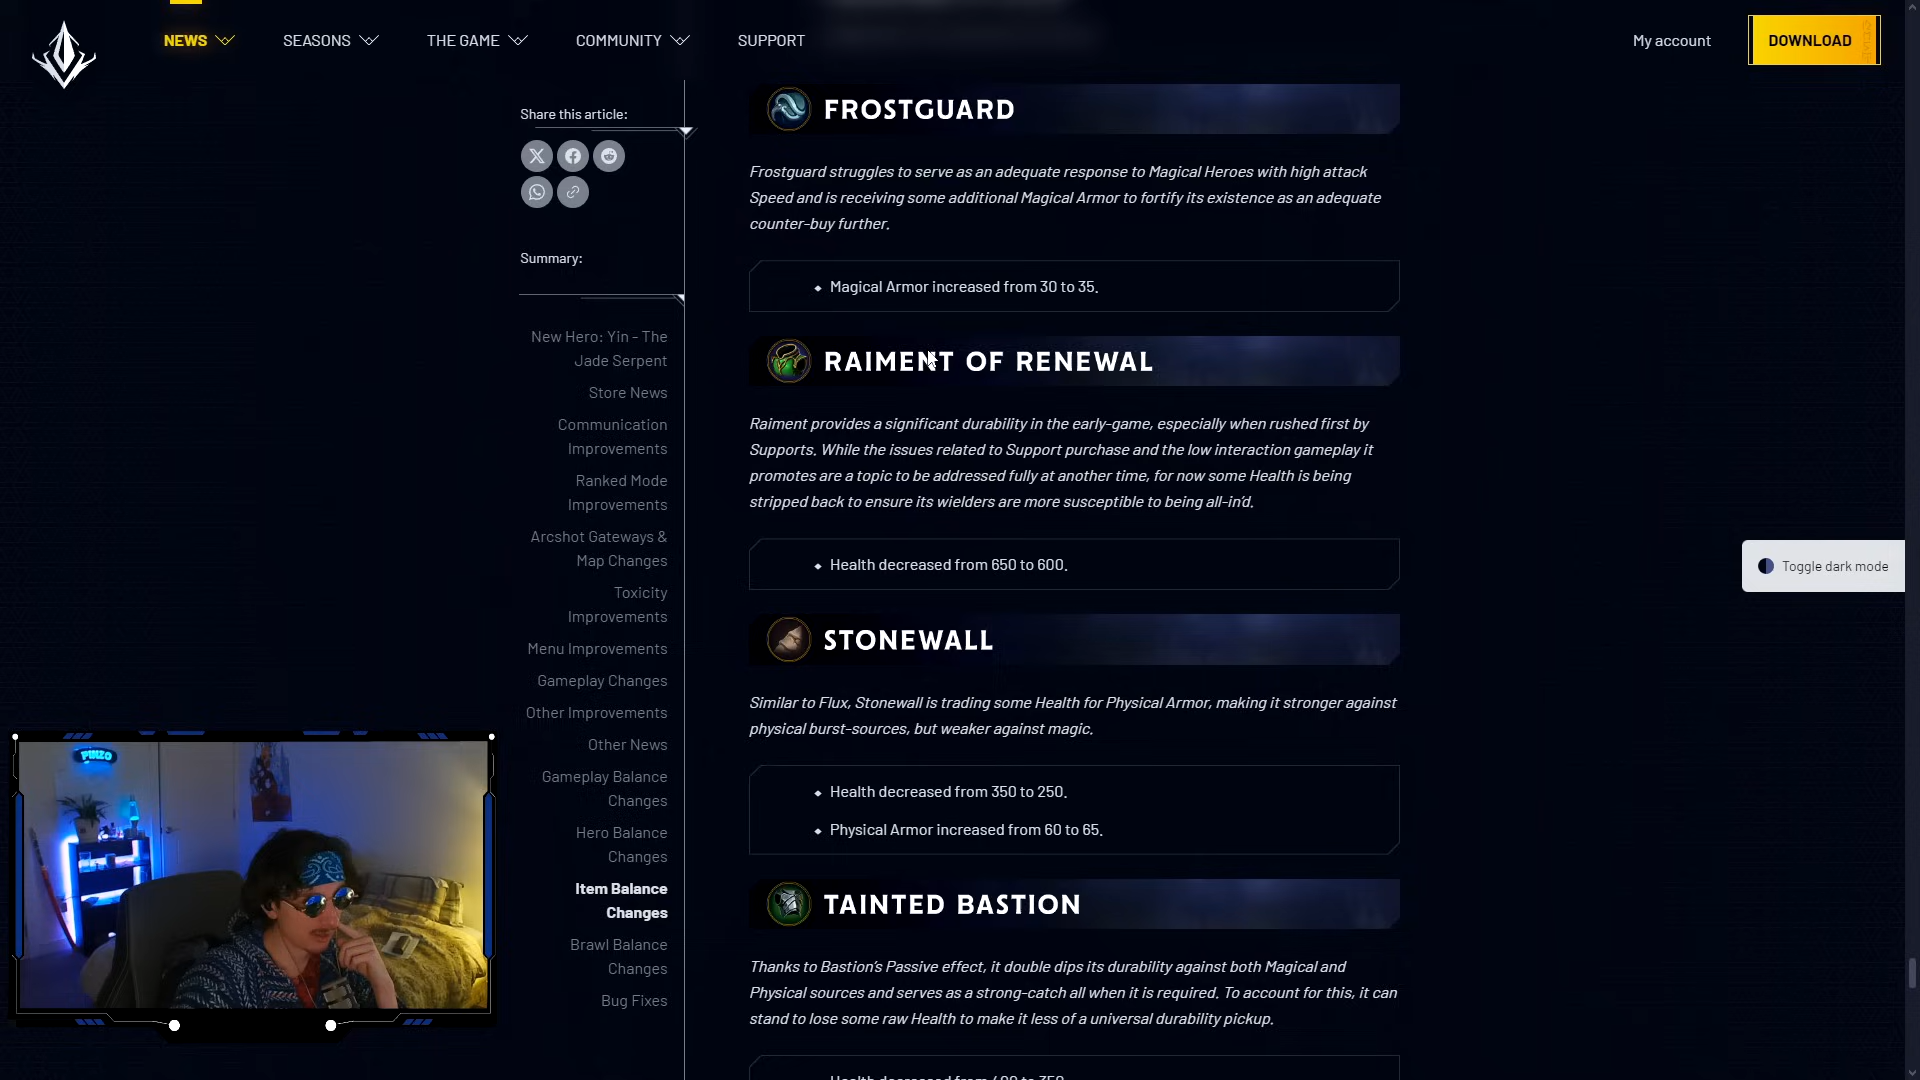 NEWS
SEASONS
THE GAME
COMMUNITY
SUPPORT
My account
DOWNLOAD
Share this article:
Summary:
New Hero: Yin - The
Jade Serpent
Store News
Communication
Improvements
Ranked Mode
Improvements
Arcshot Gateways &
Map Changes
Toxicity
Improvements
Menu Improvements
Gameplay Changes
Other Improvements
Other News
Gameplay Balance
Changes
Hero Balance
Changes
Item Balance
Changes
Brawl Balance
Changes
Bug Fixes
FROSTGUARD
Frostguard struggles to serve as an adequate response to Magical Heroes with high attack
Speed and is receiving some additional Magical Armor to fortify its existence as an adequate
counter-buy further.
Magical Armor increased from 30 to 35.
RAIMENT OF RENEWAL
Raiment provides a significant durability in the early-game, especially when rushed first by
Supports. While the issues related to Support purchase and the low interaction gameplay it
promotes are a topic to be addressed fully at another time, for now some Health is being
stripped back to ensure its wielders are more susceptible to being all-in'd.
Health decreased from 650 to 600.
STONEWALL
Similar to Flux, Stonewall is trading some Health for Physical Armor, making it stronger against
physical burst-sources, but weaker against magic.
Health decreased from 350 to 250.
Physical Armor increased from 60 to 65.
TAINTED BASTION
Thanks to Bastion's Passive effect, it double dips its durability against both Magical and
Physical sources and serves as a strong-catch all when it is required. To account for this, it can
stand to lose some raw Health to make it less of a universal durability pickup.
Health decreased from 400 to 350.
Toggle dark mode
PINZO